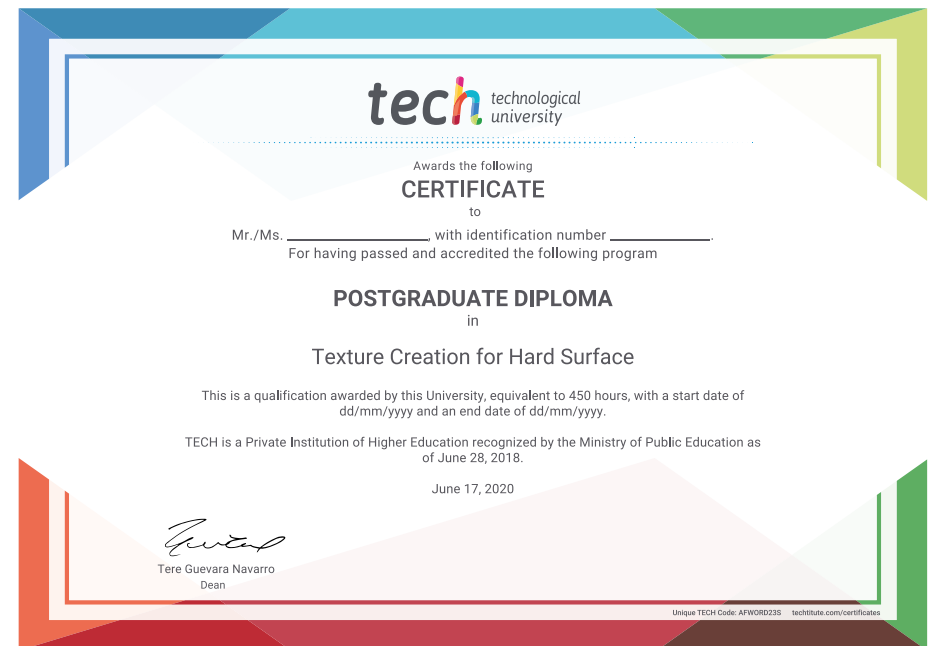 tech technological
university
Awards the following
CERTIFICATE
to
Mr./Ms. ____________________, with identification number ______________.
For having passed and accredited the following program
POSTGRADUATE DIPLOMA
in
Texture Creation for Hard Surface
This is a qualification awarded by this University, equivalent to 450 hours, with a start date of
dd/mm/yyyy and an end date of dd/mm/yyyy.
TECH is a Private Institution of Higher Education recognized by the Ministry of Public Education as
of June 28, 2018.
June 17, 2020
Tere Guevara Navarro
Dean
Unique TECH Code: AFWORD23S techtitute.com/certificates